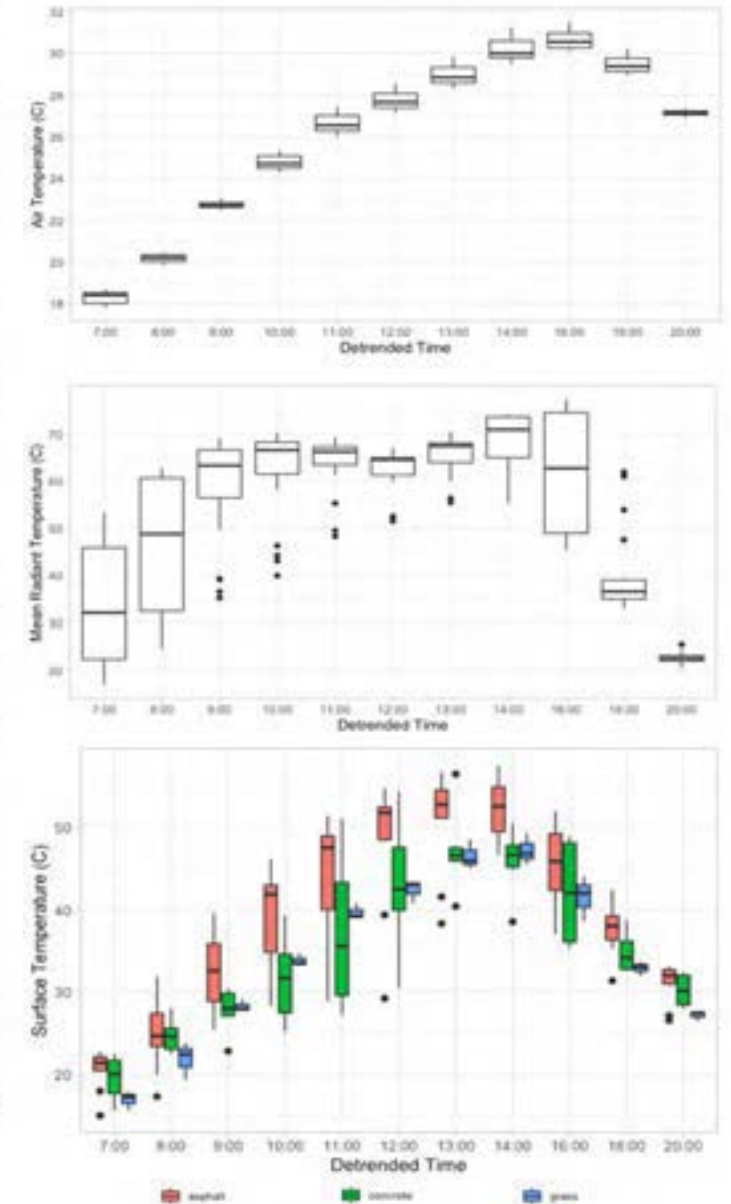 Air Temperature (C)
32
30
28
26
24
22
20
18
7:00 8:00 9:00 10:00 11:00 12:00 13:00 14:00 16:00 18:00 20:00
Detrended Time
Mean Radiant Temperature (C)
70
60
50
40
30
20
7:00 8:00 9:00 10:00 11:00 12:00 13:00 14:00 16:00 18:00 20:00
Detrended Time
Surface Temperature (C)
50
40
30
20
7:00 8:00 9:00 10:00 11:00 12:00 13:00 14:00 16:00 18:00 20:00
Detrended Time
asphalt concrete grass